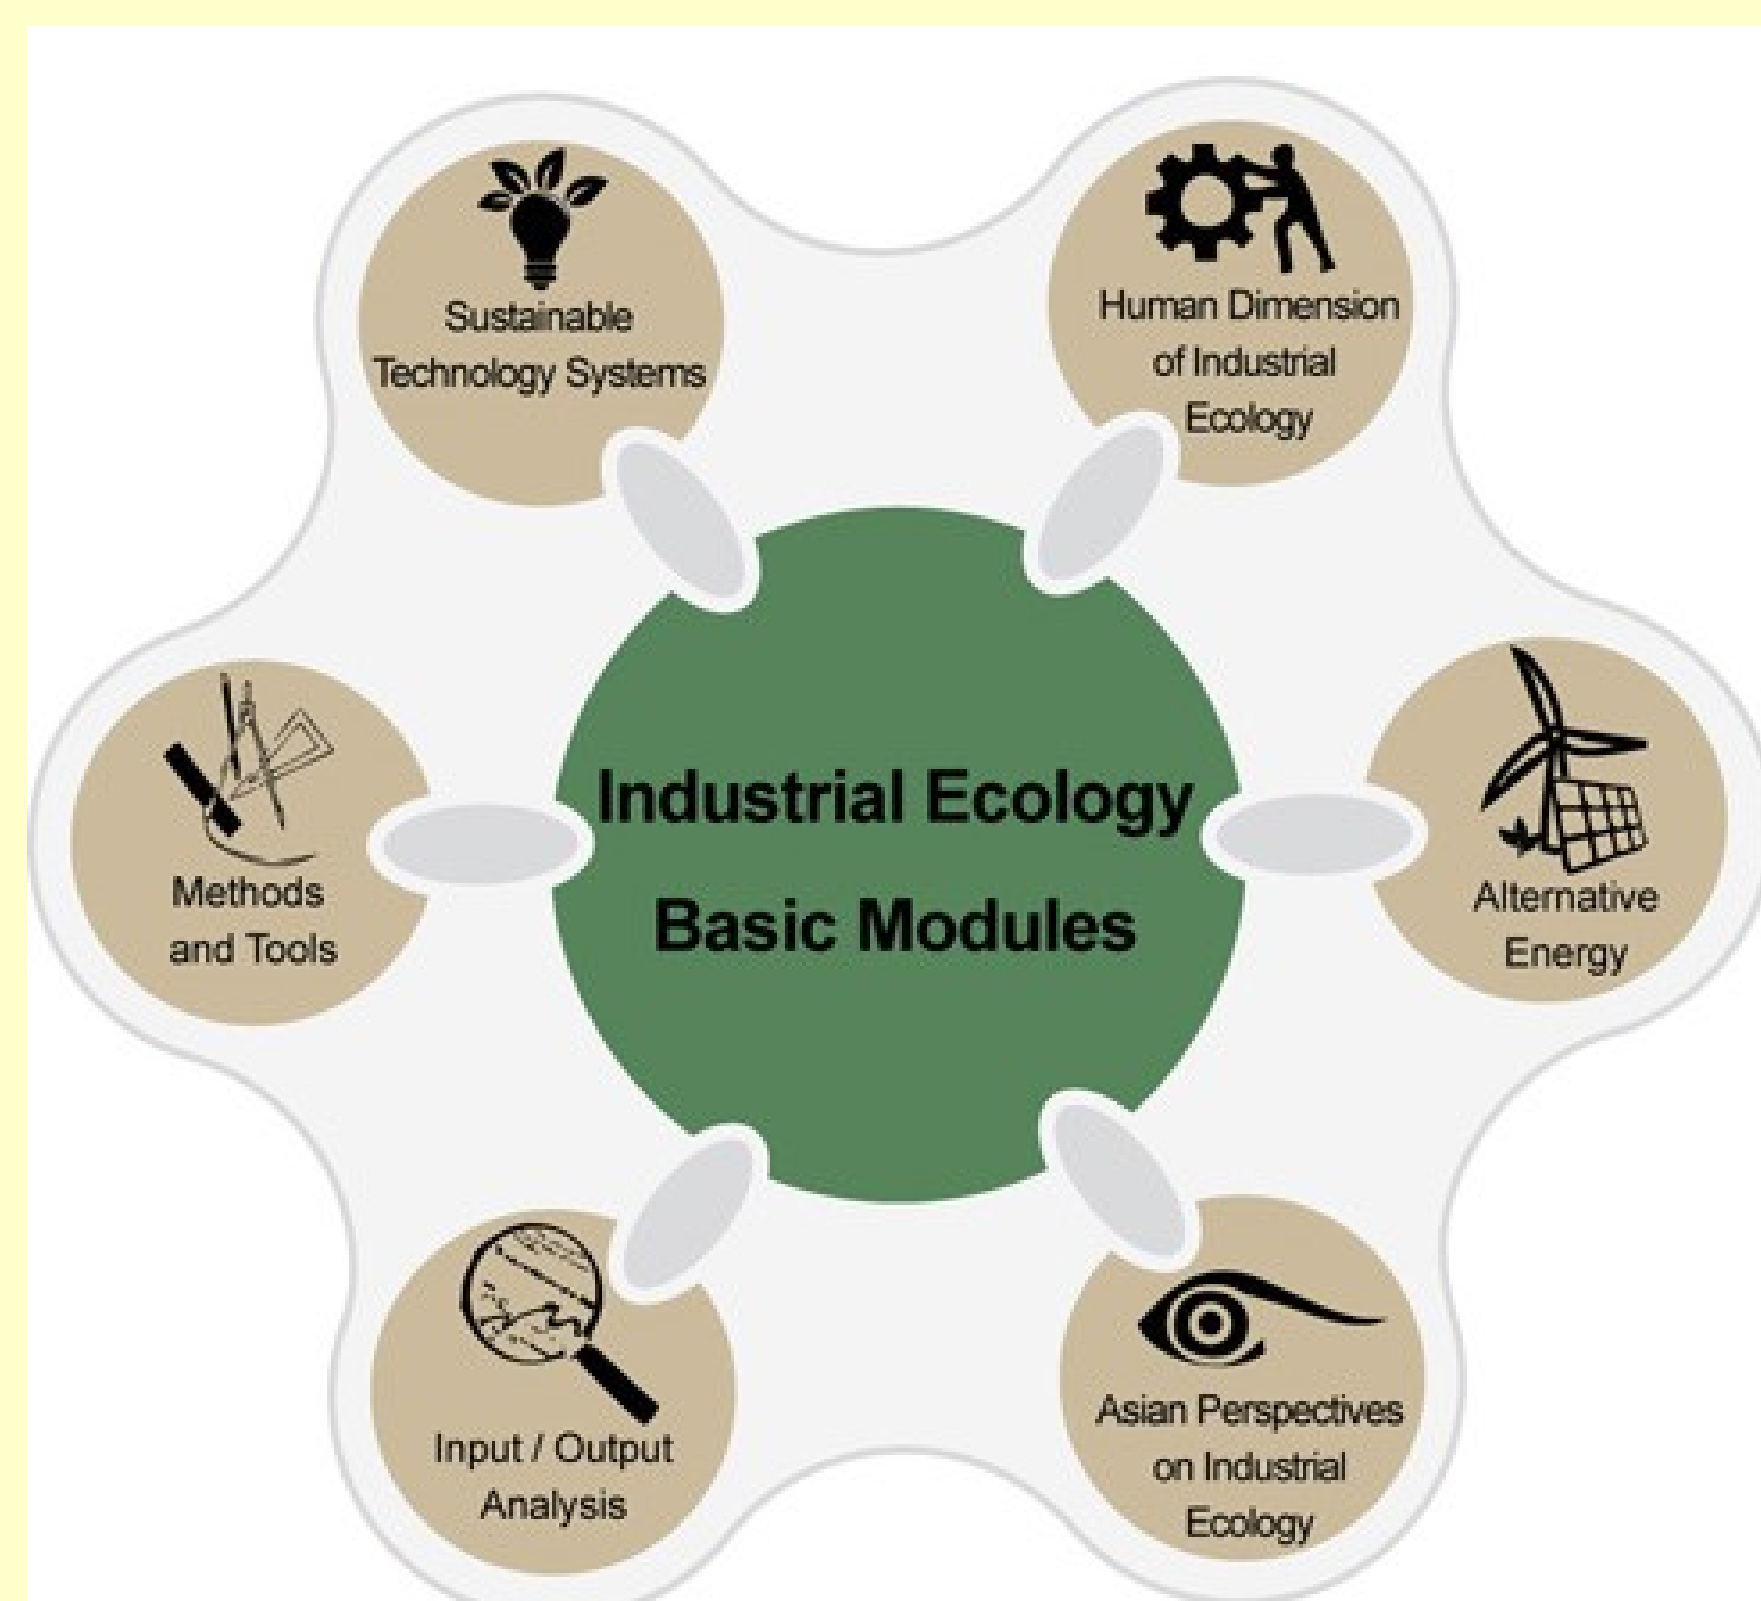 Sustainable
Technology Systems
Human Dimension
of Industrial
Ecology
Methods
and Tools
Industrial Ecology
Basic Modules
Alternative
Energy
Input / Output
Analysis
Asian Perspectives
on Industrial
Ecology